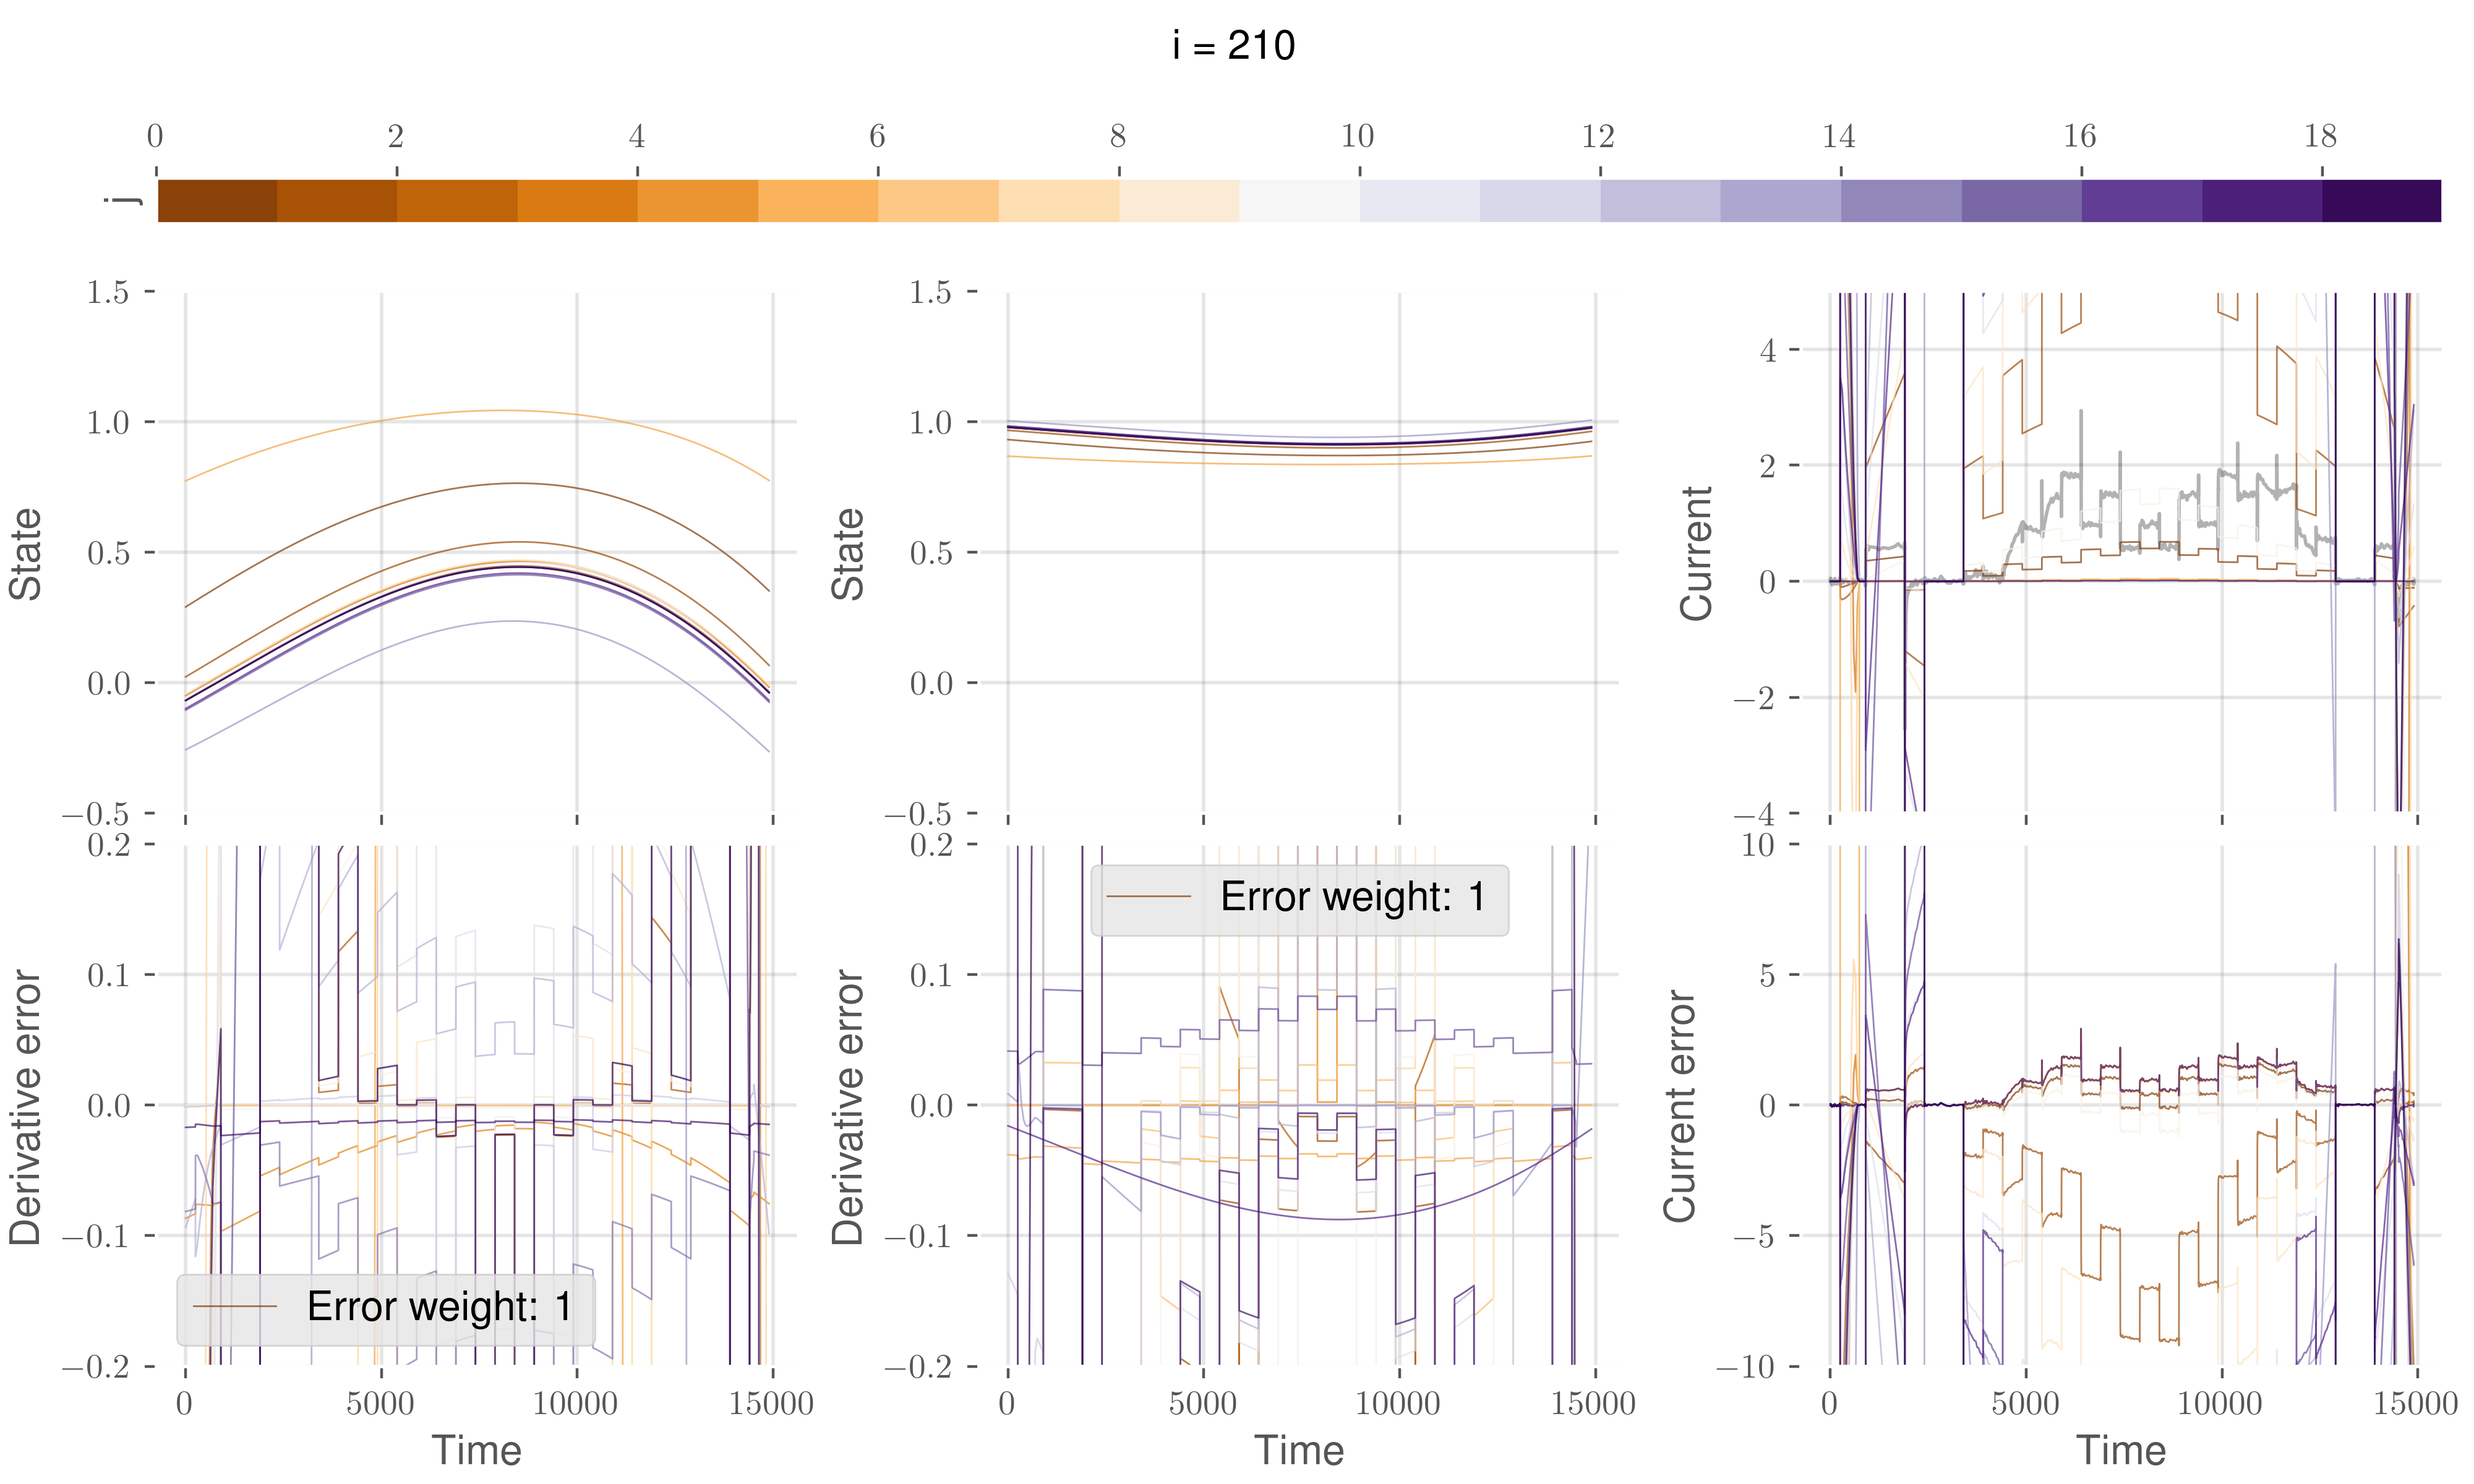 i = 210
0 2 4 6 8 10 12 14 16 18
j
1.5 1.5
1.0 1.0 4
0.5 0.5 2
0.0 0.0 0
−2
−0.5 −0.5 −4
State State Current
0.2 0.2 10
0.1 0.1 5
0.0 0.0 0
−0.1 −0.1 −5
−0.2 −0.2 −10
Derivative error Derivative error Current error
Error weight: 1
Error weight: 1
0 5000 10000 15000 0 5000 10000 15000 0 5000 10000 15000
Time Time Time